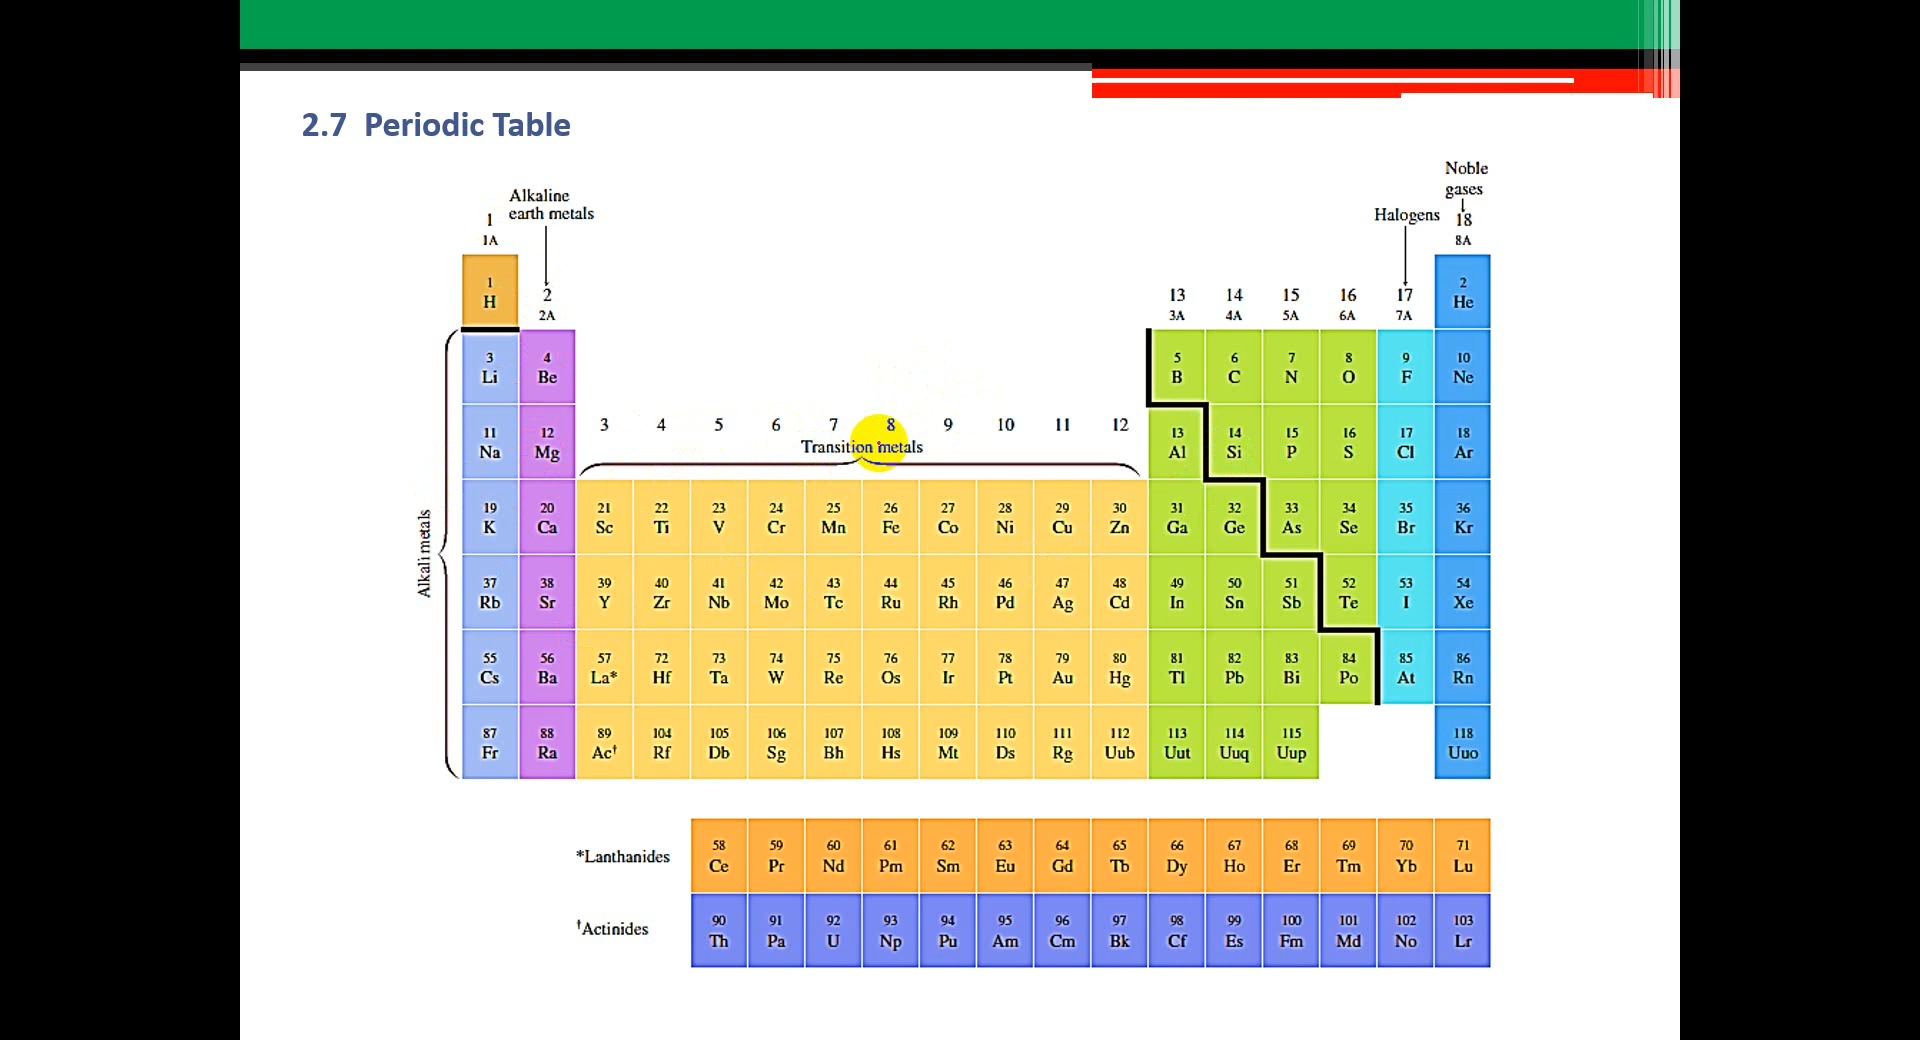 2.7 Periodic Table
Noble
gases
Alkaline
earth metals
Halogens
1
18
1A
8A
1
H
2
He
2
13 14 15 16 17
2A
3A 4A 5A 6A 7A
3 4 5 6 7 8 9 10
Li Be B C N O F Ne
3 4 5 6 7 8 9 10 11 12
Transition metals
11 12 13 14 15 16 17 18
Na Mg Al Si P S Cl Ar
Alkali metals
19 20 21 22 23 24 25 26 27 28 29 30 31 32 33 34 35 36
K Ca Sc Ti V Cr Mn Fe Co Ni Cu Zn Ga Ge As Se Br Kr
37 38 39 40 41 42 43 44 45 46 47 48 49 50 51 52 53 54
Rb Sr Y Zr Nb Mo Tc Ru Rh Pd Ag Cd In Sn Sb Te I Xe
55 56 57 72 73 74 75 76 77 78 79 80 81 82 83 84 85 86
Cs Ba La* Hf Ta W Re Os Ir Pt Au Hg Tl Pb Bi Po At Rn
87 88 89 104 105 106 107 108 109 110 111 112 113 114 115 118
Fr Ra Ac† Rf Db Sg Bh Hs Mt Ds Rg Uub Uut Uuq Uup Uuo
*Lanthanides
58 59 60 61 62 63 64 65 66 67 68 69 70 71
Ce Pr Nd Pm Sm Eu Gd Tb Dy Ho Er Tm Yb Lu
†Actinides
90 91 92 93 94 95 96 97 98 99 100 101 102 103
Th Pa U Np Pu Am Cm Bk Cf Es Fm Md No Lr